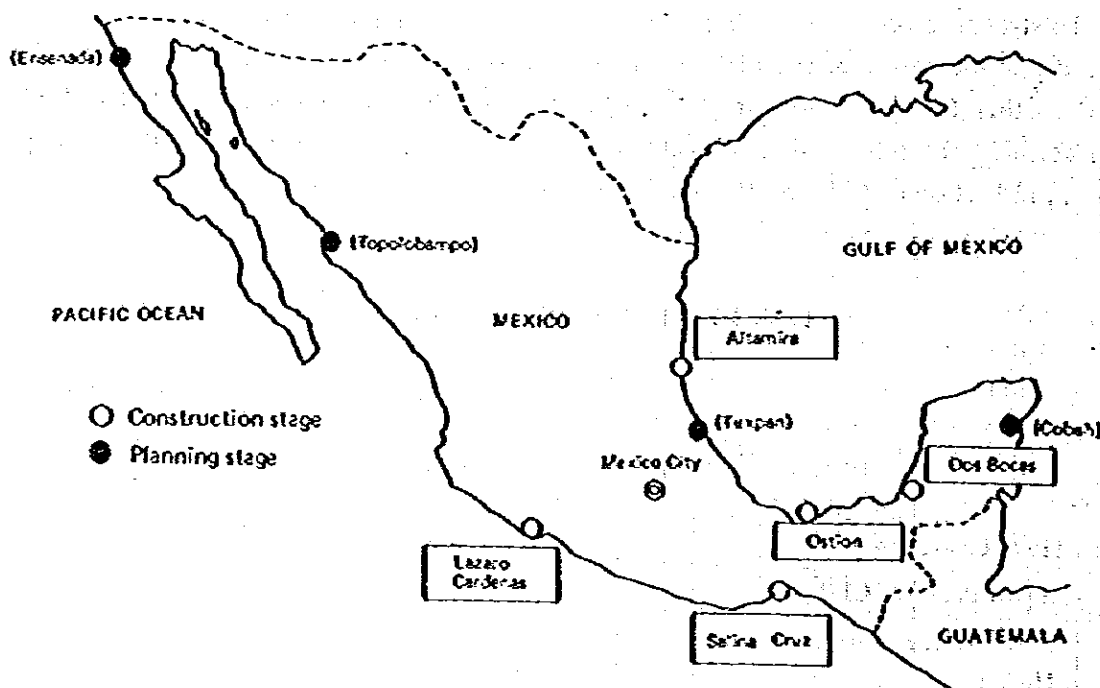 (Ensenada)
(Topolobampo)
GULF OF MEXICO
PACIFIC OCEAN
MEXICO
Altamira
Construction stage
Planning stage
(Tuxpan)
(Cobah)
Mexico City
Dos Bocas
Ostion
Lazaro
Cardenas
Salina Cruz
GUATEMALA